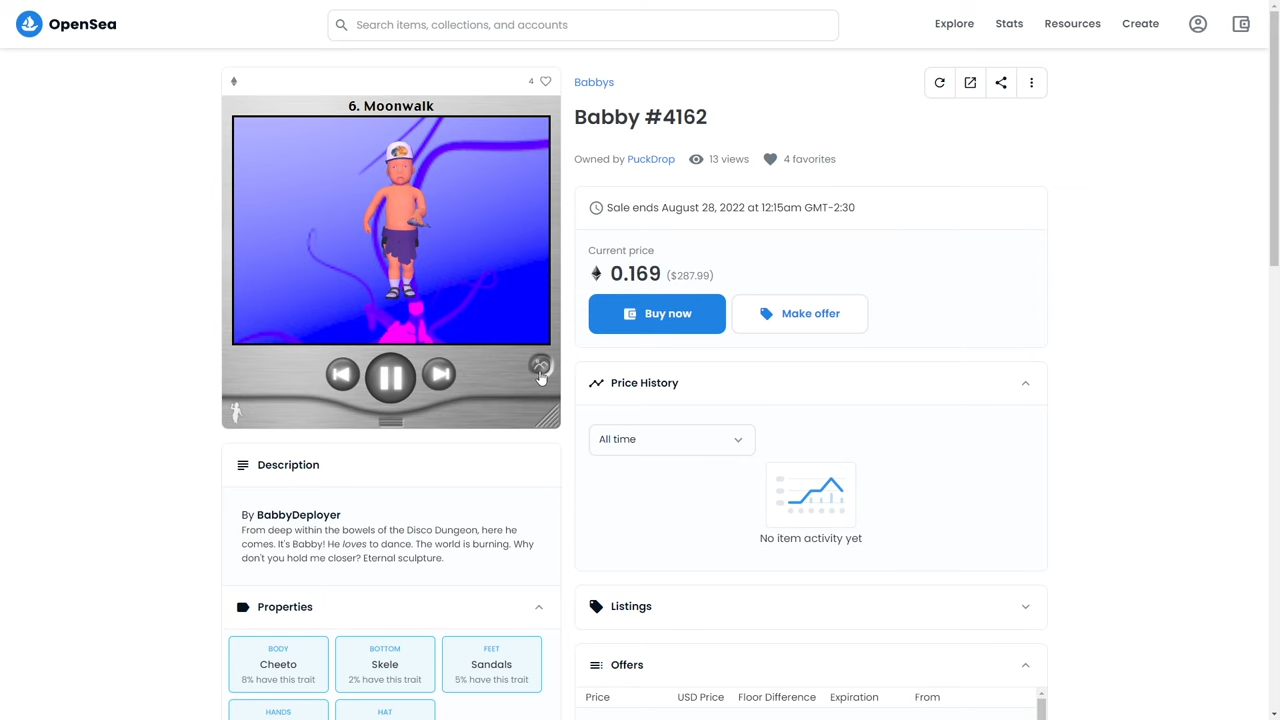 OpenSea
Search items, collections, and accounts
Explore
Stats
Resources
Create
4
6. Moonwalk
Babbys
Babby #4162
Owned by PuckDrop
13 views
4 favorites
Sale ends August 28, 2022 at 12:15am GMT-2:30
Current price
0.169 ($287.99)
Buy now
Make offer
Price History
All time
No item activity yet
Description
By BabbyDeployer
From deep within the bowels of the Disco Dungeon, here he
comes. It's Babby! He loves to dance. The world is burning. Why
don't you hold me closer? Eternal sculpture.
Properties
BODY
Cheeto
8% have this trait
BOTTOM
Skele
2% have this trait
FEET
Sandals
5% have this trait
HANDS
HAT
Listings
Offers
Price
USD Price
Floor Difference
Expiration
From